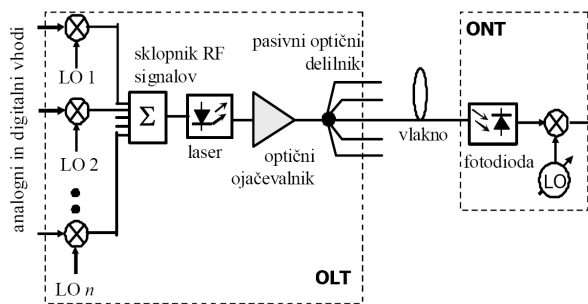 analogni in digitalni vhodi
LO 1
LO 2
LO n
sklopnik RF
signalov
Σ
laser
optični
ojačevalnik
pasivni optični
delilnik
OLT
vlakno
ONT
fotodioda
LO